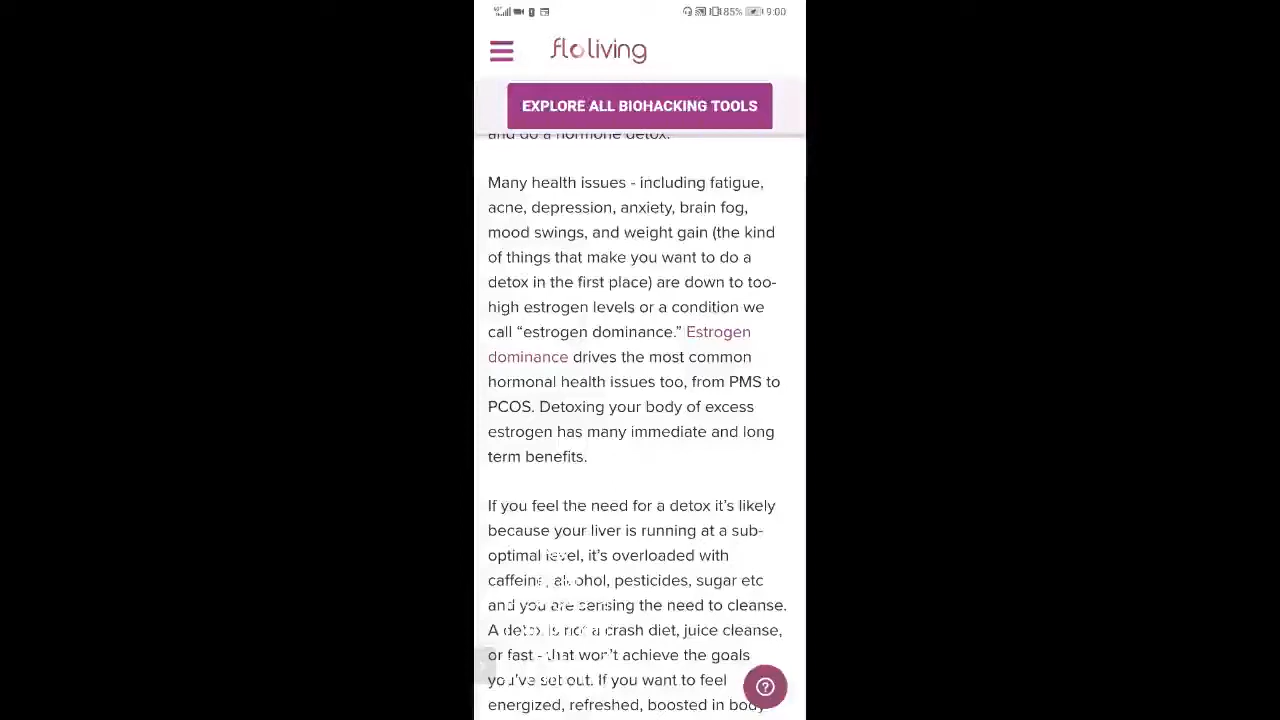 85% 9:00
floliving
EXPLORE ALL BIOHACKING TOOLS
and do a hormone detox.
Many health issues - including fatigue,
acne, depression, anxiety, brain fog,
mood swings, and weight gain (the kind
of things that make you want to do a
detox in the first place) are down to too-
high estrogen levels or a condition we
call “estrogen dominance.” Estrogen
dominance drives the most common
hormonal health issues too, from PMS to
PCOS. Detoxing your body of excess
estrogen has many immediate and long
term benefits.
If you feel the need for a detox it’s likely
because your liver is running at a sub-
optimal level, it’s overloaded with
caffeine, alcohol, pesticides, sugar etc
and you are sensing the need to cleanse.
A detox is not a crash diet, juice cleanse,
or fast - that won’t achieve the goals
you’ve set out. If you want to feel
energized, refreshed, boosted in body